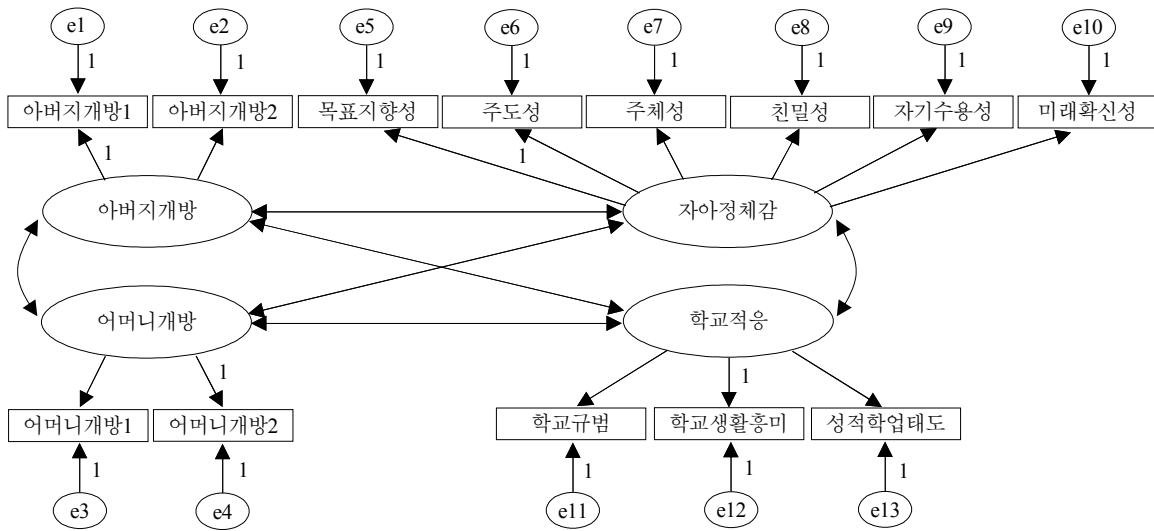 e1 e2 e5 e6 e7 e8 e9 e10
1 1 1 1 1 1 1 1
아버지개방1 아버지개방2 목표지향성 주도성 주체성 친밀성 자기수용성 미래확신성
1 1
아버지개방 자아정체감
어머니개방 학교적응
1 1
어머니개방1 어머니개방2 학교규범 학교생활흥미 성적학업태도
1 1 1 1 1
e3 e4 e11 e12 e13